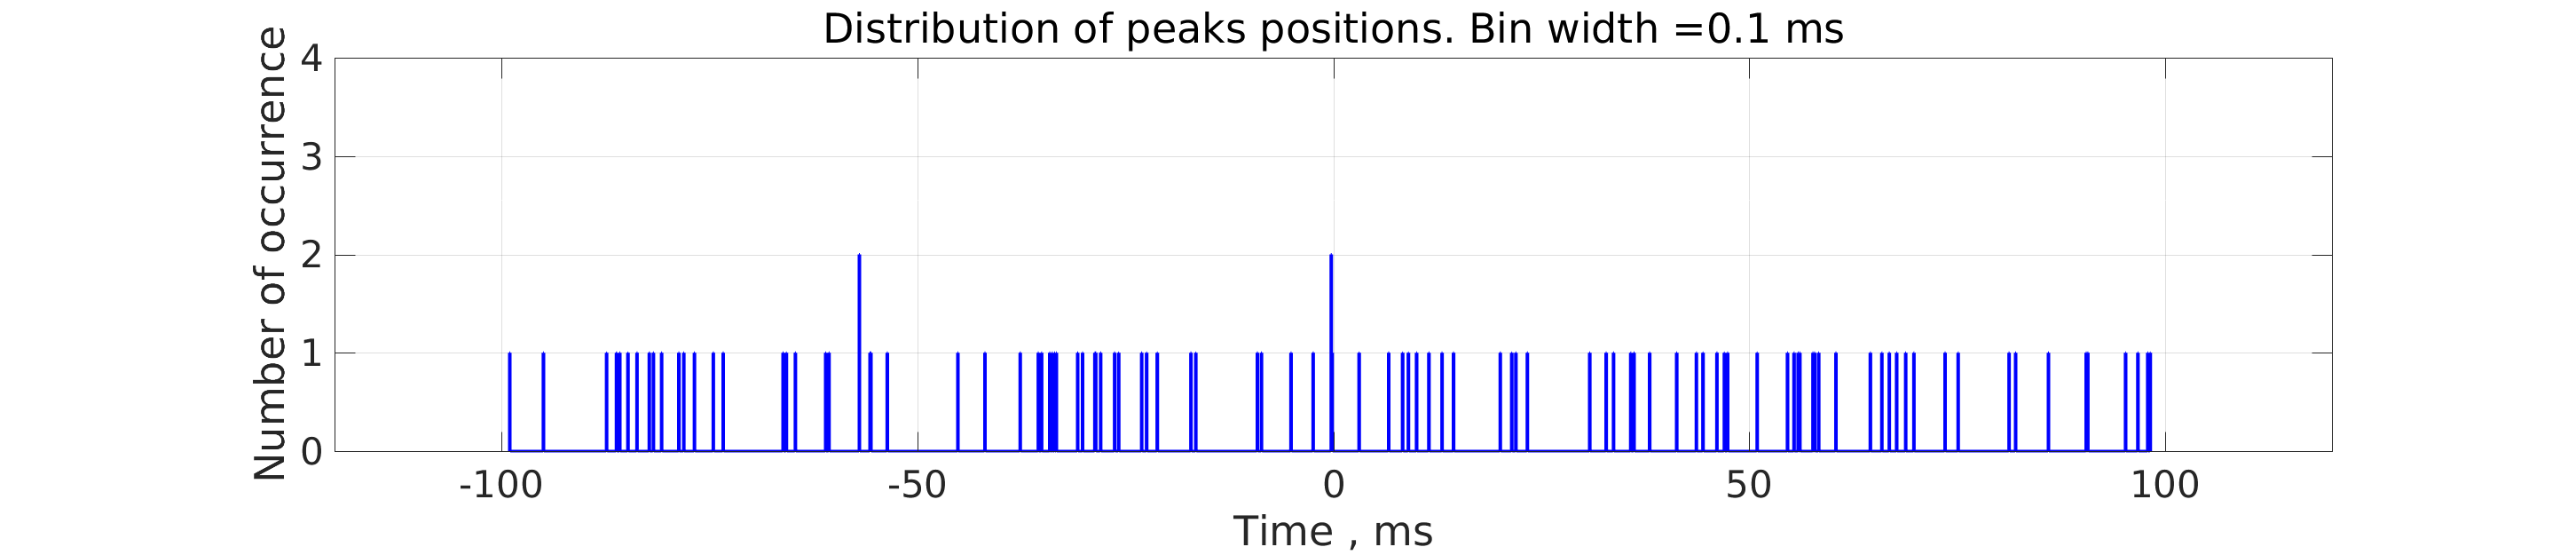 Distribution of peaks positions. Bin width =0.1 ms
Number of occurrence
4
3
2
1
0
-100 -50 0 50 100
Time , ms